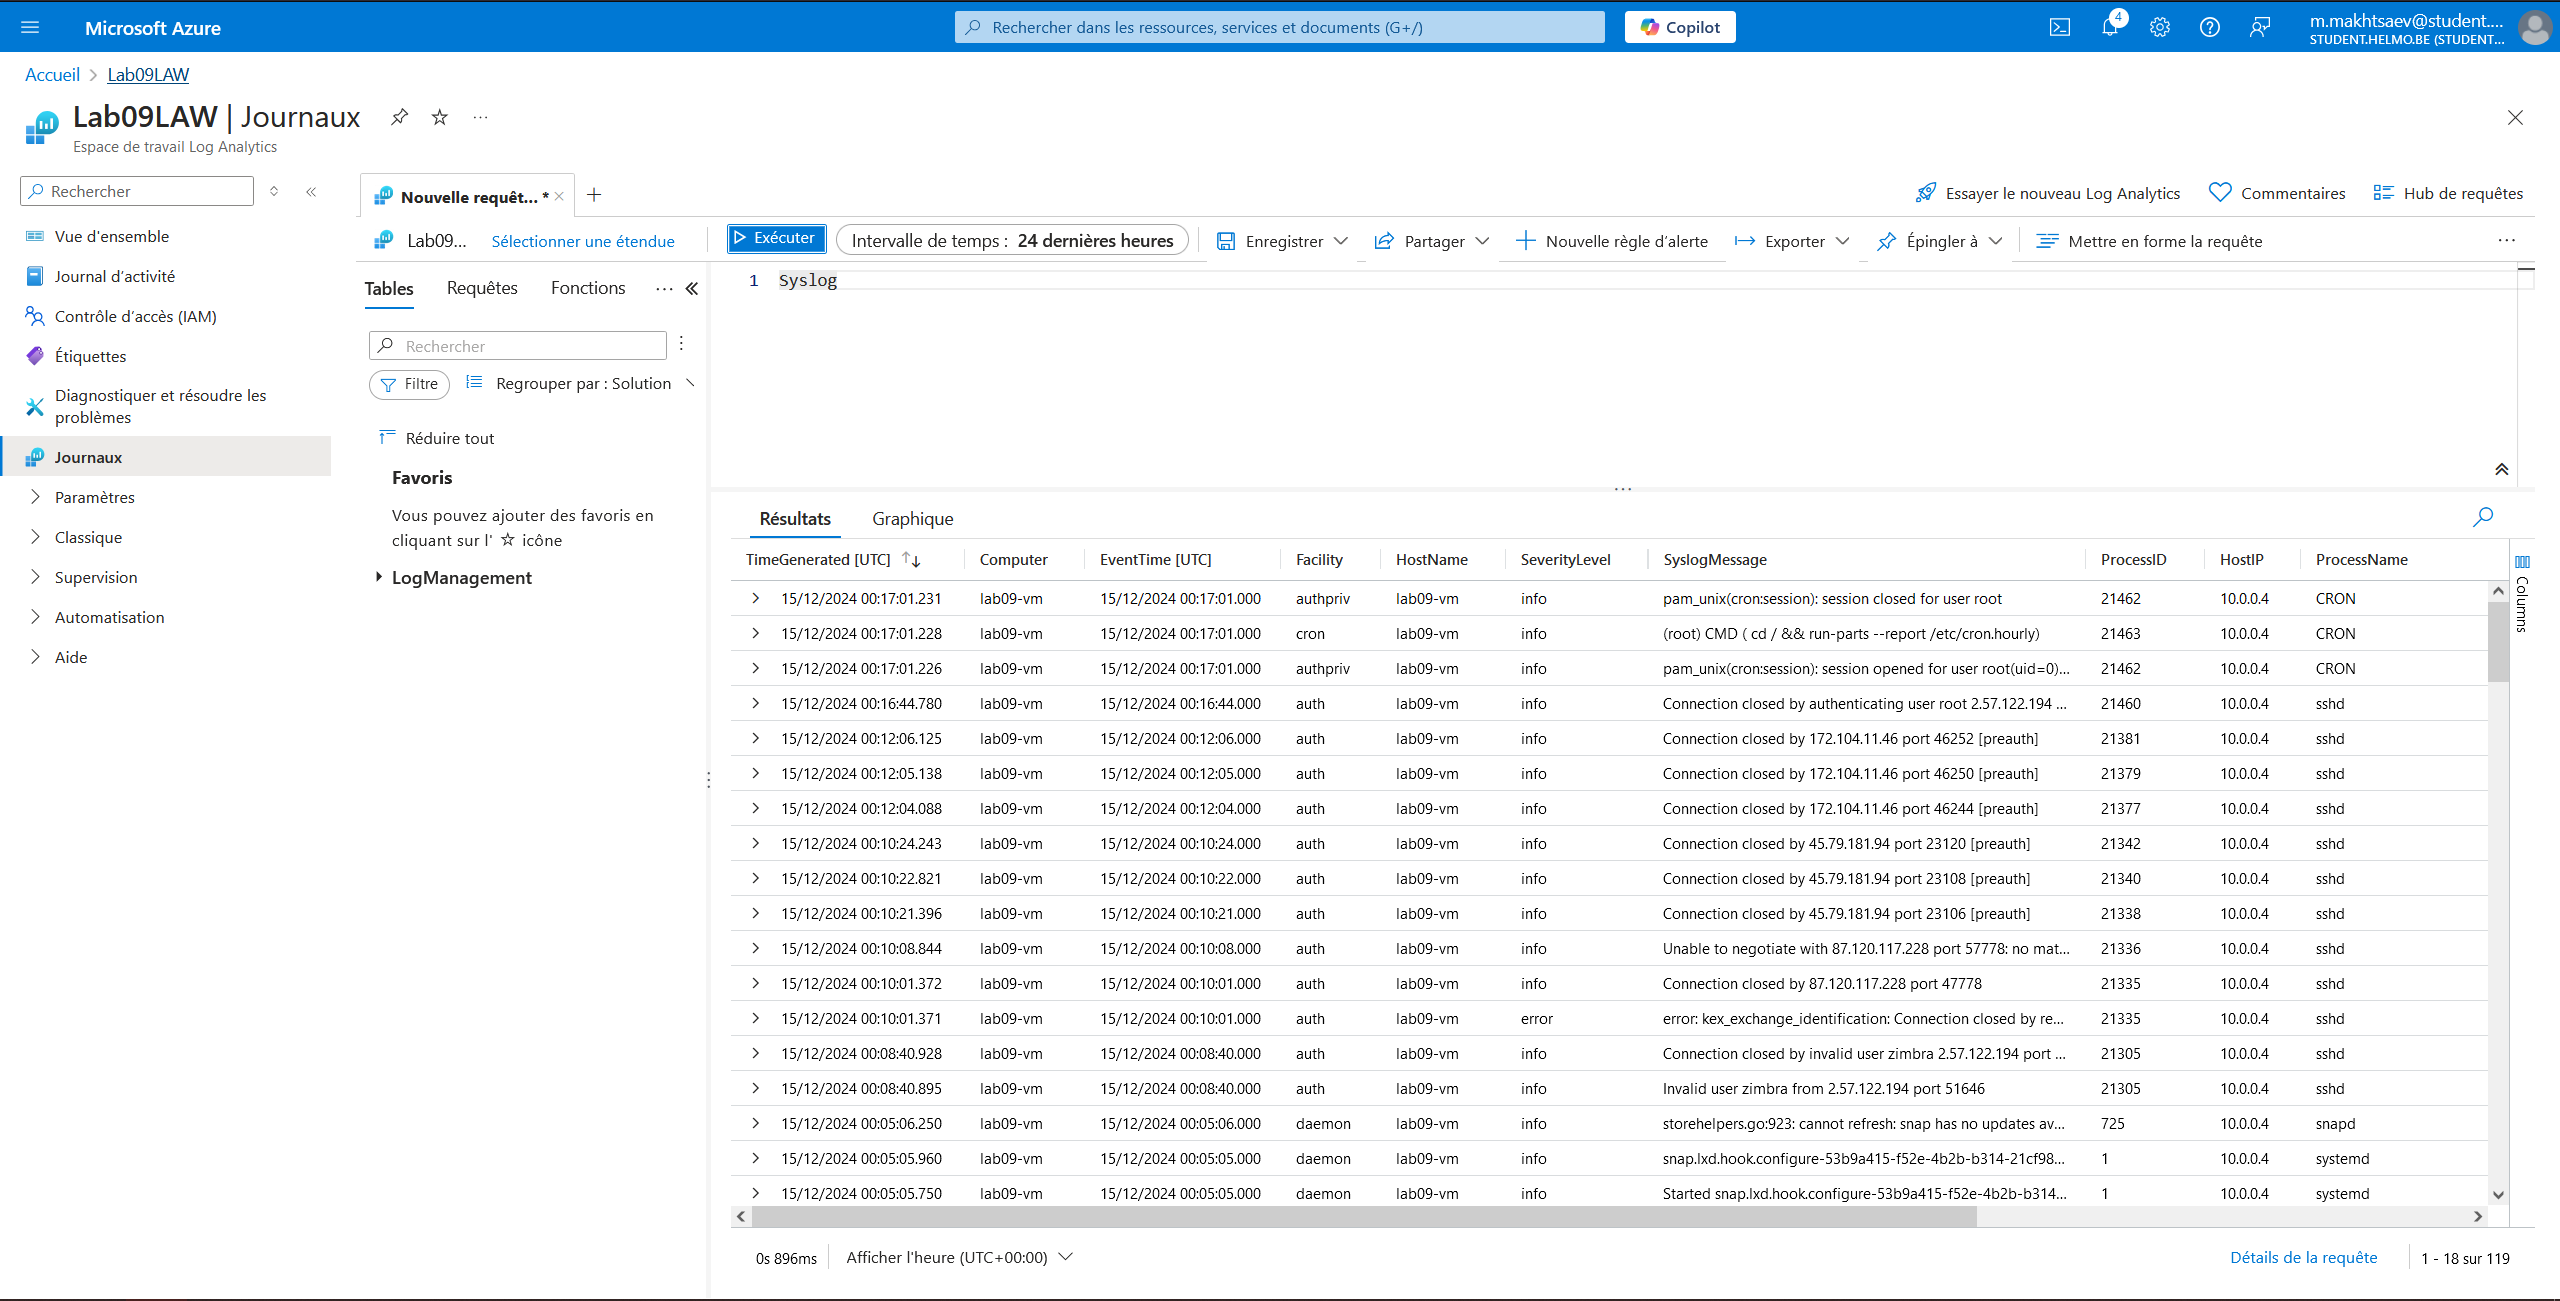 Microsoft Azure
Rechercher dans les ressources, services et documents (G+/)
Copilot
4
m.makhtsaev@student....
STUDENT.HELMO.BE (STUDENT...
Accueil > Lab09LAW
Lab09LAW | Journaux
Espace de travail Log Analytics
Rechercher
Vue d'ensemble
Journal d'activité
Contrôle d'accès (IAM)
Étiquettes
Diagnostiquer et résoudre les
problèmes
Journaux
Paramètres
Classique
Supervision
Automatisation
Aide
Nouvelle requêt... *
Essayer le nouveau Log Analytics
Commentaires
Hub de requêtes
Lab09...
Sélectionner une étendue
Exécuter
Intervalle de temps : 24 dernières heures
Enregistrer
Partager
Nouvelle règle d'alerte
Exporter
Épingler à
Mettre en forme la requête
Tables Requêtes Fonctions ...
Rechercher
Filtre
Regrouper par : Solution
Réduire tout
Favoris
Vous pouvez ajouter des favoris en
cliquant sur l' ☆ icône
LogManagement
1 Syslog
Résultats Graphique
TimeGenerated [UTC] Computer EventTime [UTC] Facility HostName SeverityLevel SyslogMessage ProcessID HostIP ProcessName
15/12/2024 00:17:01.231 lab09-vm 15/12/2024 00:17:01.000 authpriv lab09-vm info pam_unix(cron:session): session closed for user root 21462 10.0.0.4 CRON
15/12/2024 00:17:01.228 lab09-vm 15/12/2024 00:17:01.000 cron lab09-vm info (root) CMD ( cd / && run-parts --report /etc/cron.hourly) 21463 10.0.0.4 CRON
15/12/2024 00:17:01.226 lab09-vm 15/12/2024 00:17:01.000 authpriv lab09-vm info pam_unix(cron:session): session opened for user root(uid=0)... 21462 10.0.0.4 CRON
15/12/2024 00:16:44.780 lab09-vm 15/12/2024 00:16:44.000 auth lab09-vm info Connection closed by authenticating user root 2.57.122.194 ... 21460 10.0.0.4 sshd
15/12/2024 00:12:06.125 lab09-vm 15/12/2024 00:12:06.000 auth lab09-vm info Connection closed by 172.104.11.46 port 46252 [preauth] 21381 10.0.0.4 sshd
15/12/2024 00:12:05.138 lab09-vm 15/12/2024 00:12:05.000 auth lab09-vm info Connection closed by 172.104.11.46 port 46250 [preauth] 21379 10.0.0.4 sshd
15/12/2024 00:12:04.088 lab09-vm 15/12/2024 00:12:04.000 auth lab09-vm info Connection closed by 172.104.11.46 port 46244 [preauth] 21377 10.0.0.4 sshd
15/12/2024 00:10:24.243 lab09-vm 15/12/2024 00:10:24.000 auth lab09-vm info Connection closed by 45.79.181.94 port 23120 [preauth] 21342 10.0.0.4 sshd
15/12/2024 00:10:22.821 lab09-vm 15/12/2024 00:10:22.000 auth lab09-vm info Connection closed by 45.79.181.94 port 23108 [preauth] 21340 10.0.0.4 sshd
15/12/2024 00:10:21.396 lab09-vm 15/12/2024 00:10:21.000 auth lab09-vm info Connection closed by 45.79.181.94 port 23106 [preauth] 21338 10.0.0.4 sshd
15/12/2024 00:10:08.844 lab09-vm 15/12/2024 00:10:08.000 auth lab09-vm info Unable to negotiate with 87.120.117.228 port 57778: no mat... 21336 10.0.0.4 sshd
15/12/2024 00:10:01.372 lab09-vm 15/12/2024 00:10:01.000 auth lab09-vm info Connection closed by 87.120.117.228 port 47778 21335 10.0.0.4 sshd
15/12/2024 00:10:01.371 lab09-vm 15/12/2024 00:10:01.000 auth lab09-vm error error: kex_exchange_identification: Connection closed by re... 21335 10.0.0.4 sshd
15/12/2024 00:08:40.928 lab09-vm 15/12/2024 00:08:40.000 auth lab09-vm info Connection closed by invalid user zimbra 2.57.122.194 port ... 21305 10.0.0.4 sshd
15/12/2024 00:08:40.895 lab09-vm 15/12/2024 00:08:40.000 auth lab09-vm info Invalid user zimbra from 2.57.122.194 port 51646 21305 10.0.0.4 sshd
15/12/2024 00:05:06.250 lab09-vm 15/12/2024 00:05:06.000 daemon lab09-vm info storehelpers.go:923: cannot refresh: snap has no updates av... 725 10.0.0.4 snapd
15/12/2024 00:05:05.960 lab09-vm 15/12/2024 00:05:05.000 daemon lab09-vm info snap.lxd.hook.configure-53b9a415-f52e-4b2b-b314-21cf98... 1 10.0.0.4 systemd
15/12/2024 00:05:05.750 lab09-vm 15/12/2024 00:05:05.000 daemon lab09-vm info Started snap.lxd.hook.configure-53b9a415-f52e-4b2b-b314... 1 10.0.0.4 systemd
Columns
0s 896ms
Afficher l'heure (UTC+00:00)
Détails de la requête
1 - 18 sur 119